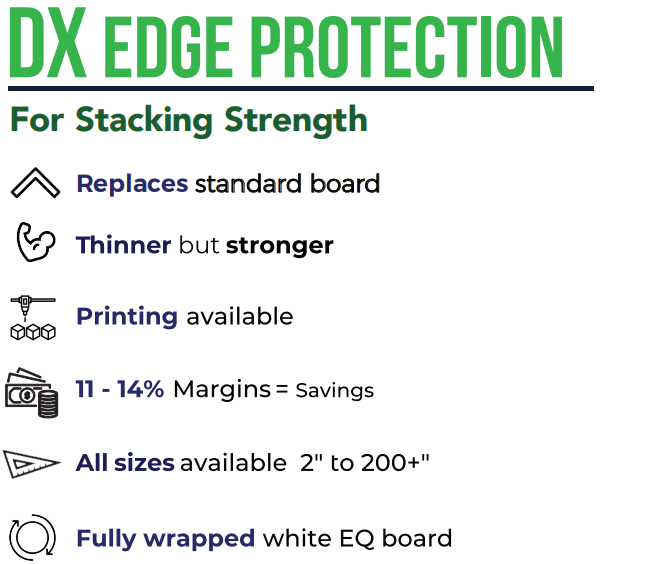 DX EDGE PROTECTION
For Stacking Strength
Replaces standard board
Thinner but stronger
Printing available
11 - 14% Margins = Savings
All sizes available 2" to 200+"
Fully wrapped white EQ board